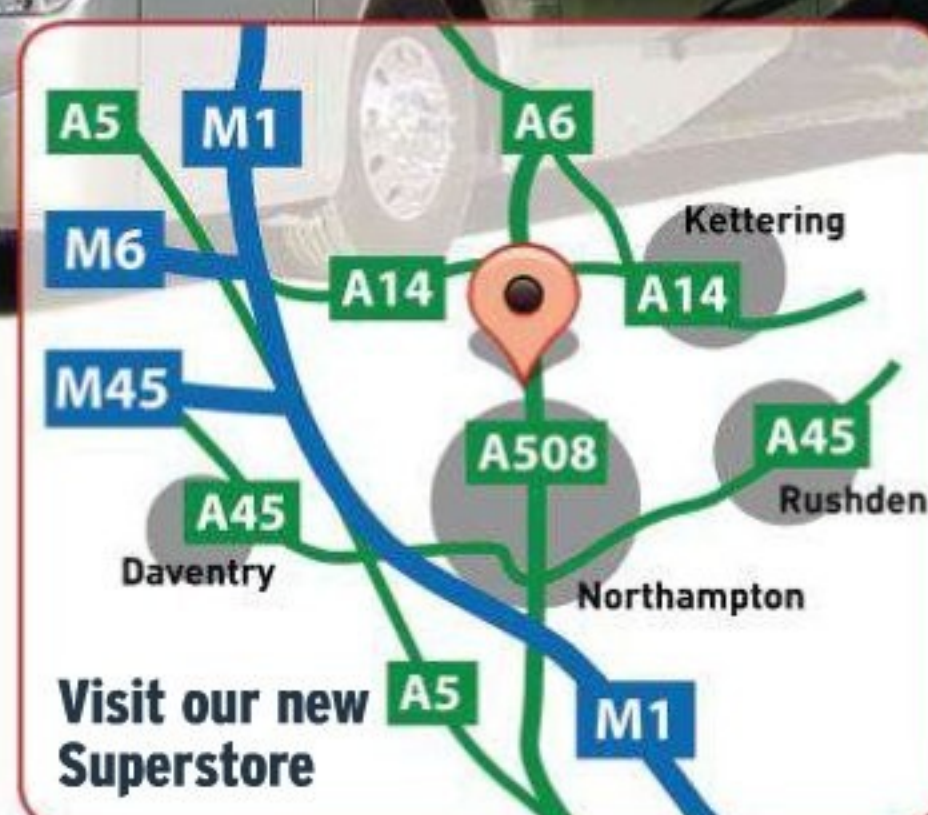 A5
M1
A6
Kettering
M6
A14
A14
M45
A508
A45
Rushden
A45
Daventry
Northampton
Visit our new
Superstore
A5
M1